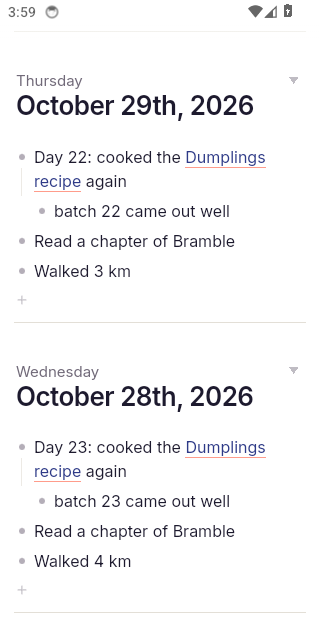 3:59
Thursday
October 29th, 2026
Day 22: cooked the Dumplings
recipe again
batch 22 came out well
Read a chapter of Bramble
Walked 3 km
+
Wednesday
October 28th, 2026
Day 23: cooked the Dumplings
recipe again
batch 23 came out well
Read a chapter of Bramble
Walked 4 km
+